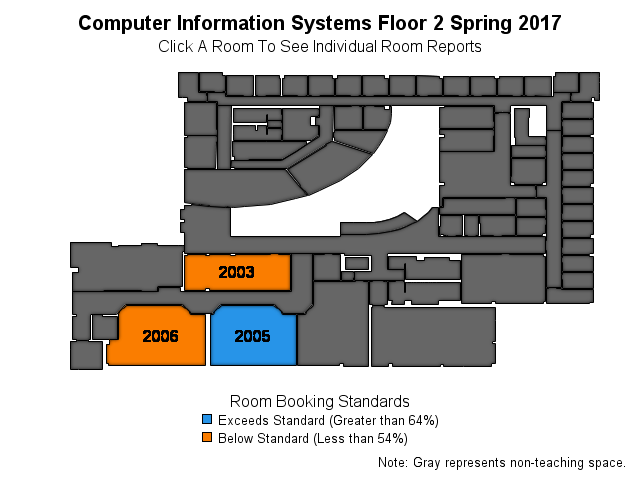 Computer Information Systems Floor 2 Spring 2017
Click A Room To See Individual Room Reports
2003
2006 2005
Room Booking Standards
Exceeds Standard (Greater than 64%)
Below Standard (Less than 54%)
Note: Gray represents non-teaching space.